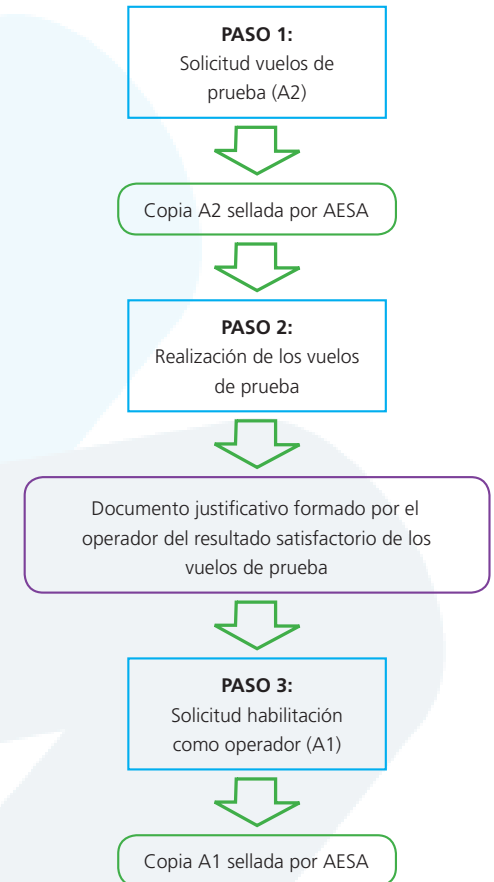 PASO 1:
Solicitud vuelos de
prueba (A2)
Copia A2 sellada por AESA
PASO 2:
Realización de los vuelos
de prueba
Documento justificativo formado por el
operador del resultado satisfactorio de los
vuelos de prueba
PASO 3:
Solicitud habilitación
como operador (A1)
Copia A1 sellada por AESA